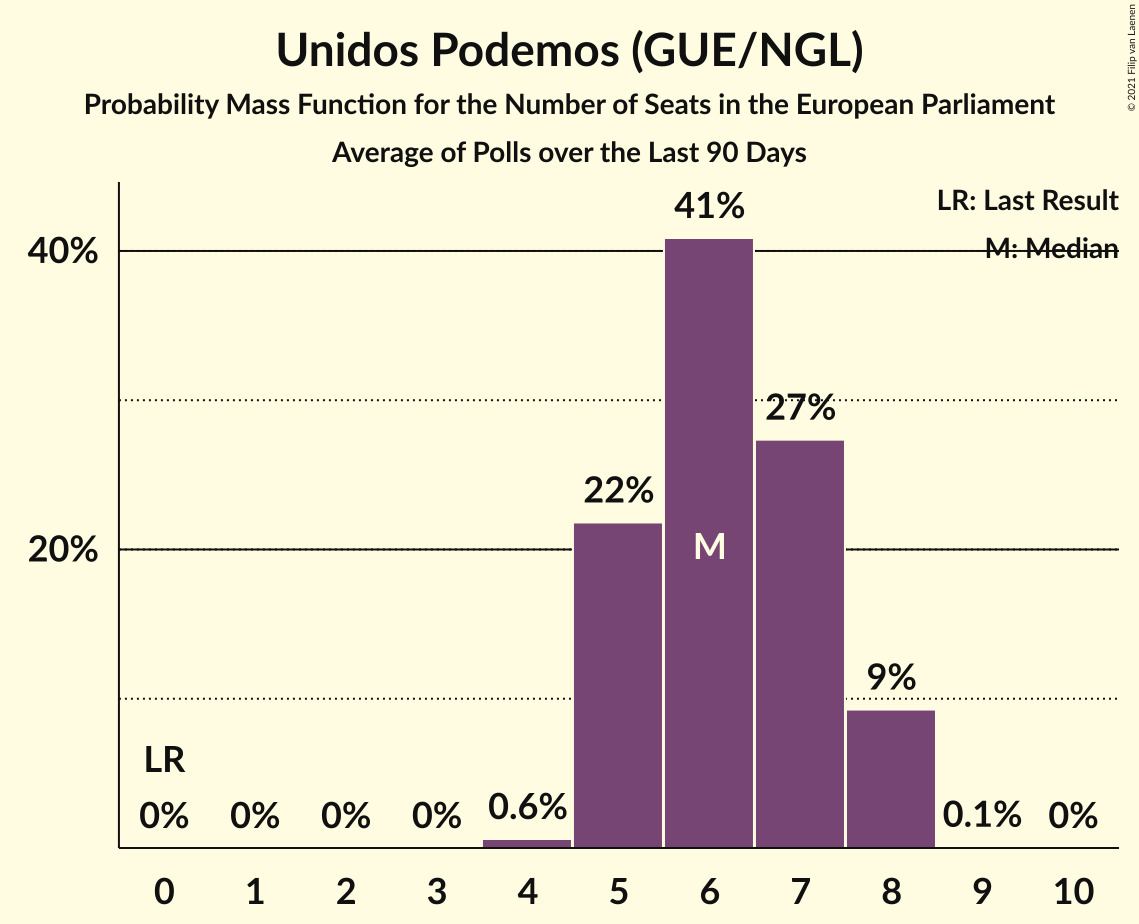 Unidos Podemos (GUE/NGL)
Probability Mass Function for the Number of Seats in the European Parliament
Average of Polls over the Last 90 Days
© 2021 Filip van Laenen
LR: Last Result
M: Median
41%
40%
27%
22%
M
20%
9%
LR
0% 0% 0% 0% 0.6% 0.1% 0%
0 1 2 3 4 5 6 7 8 9 10